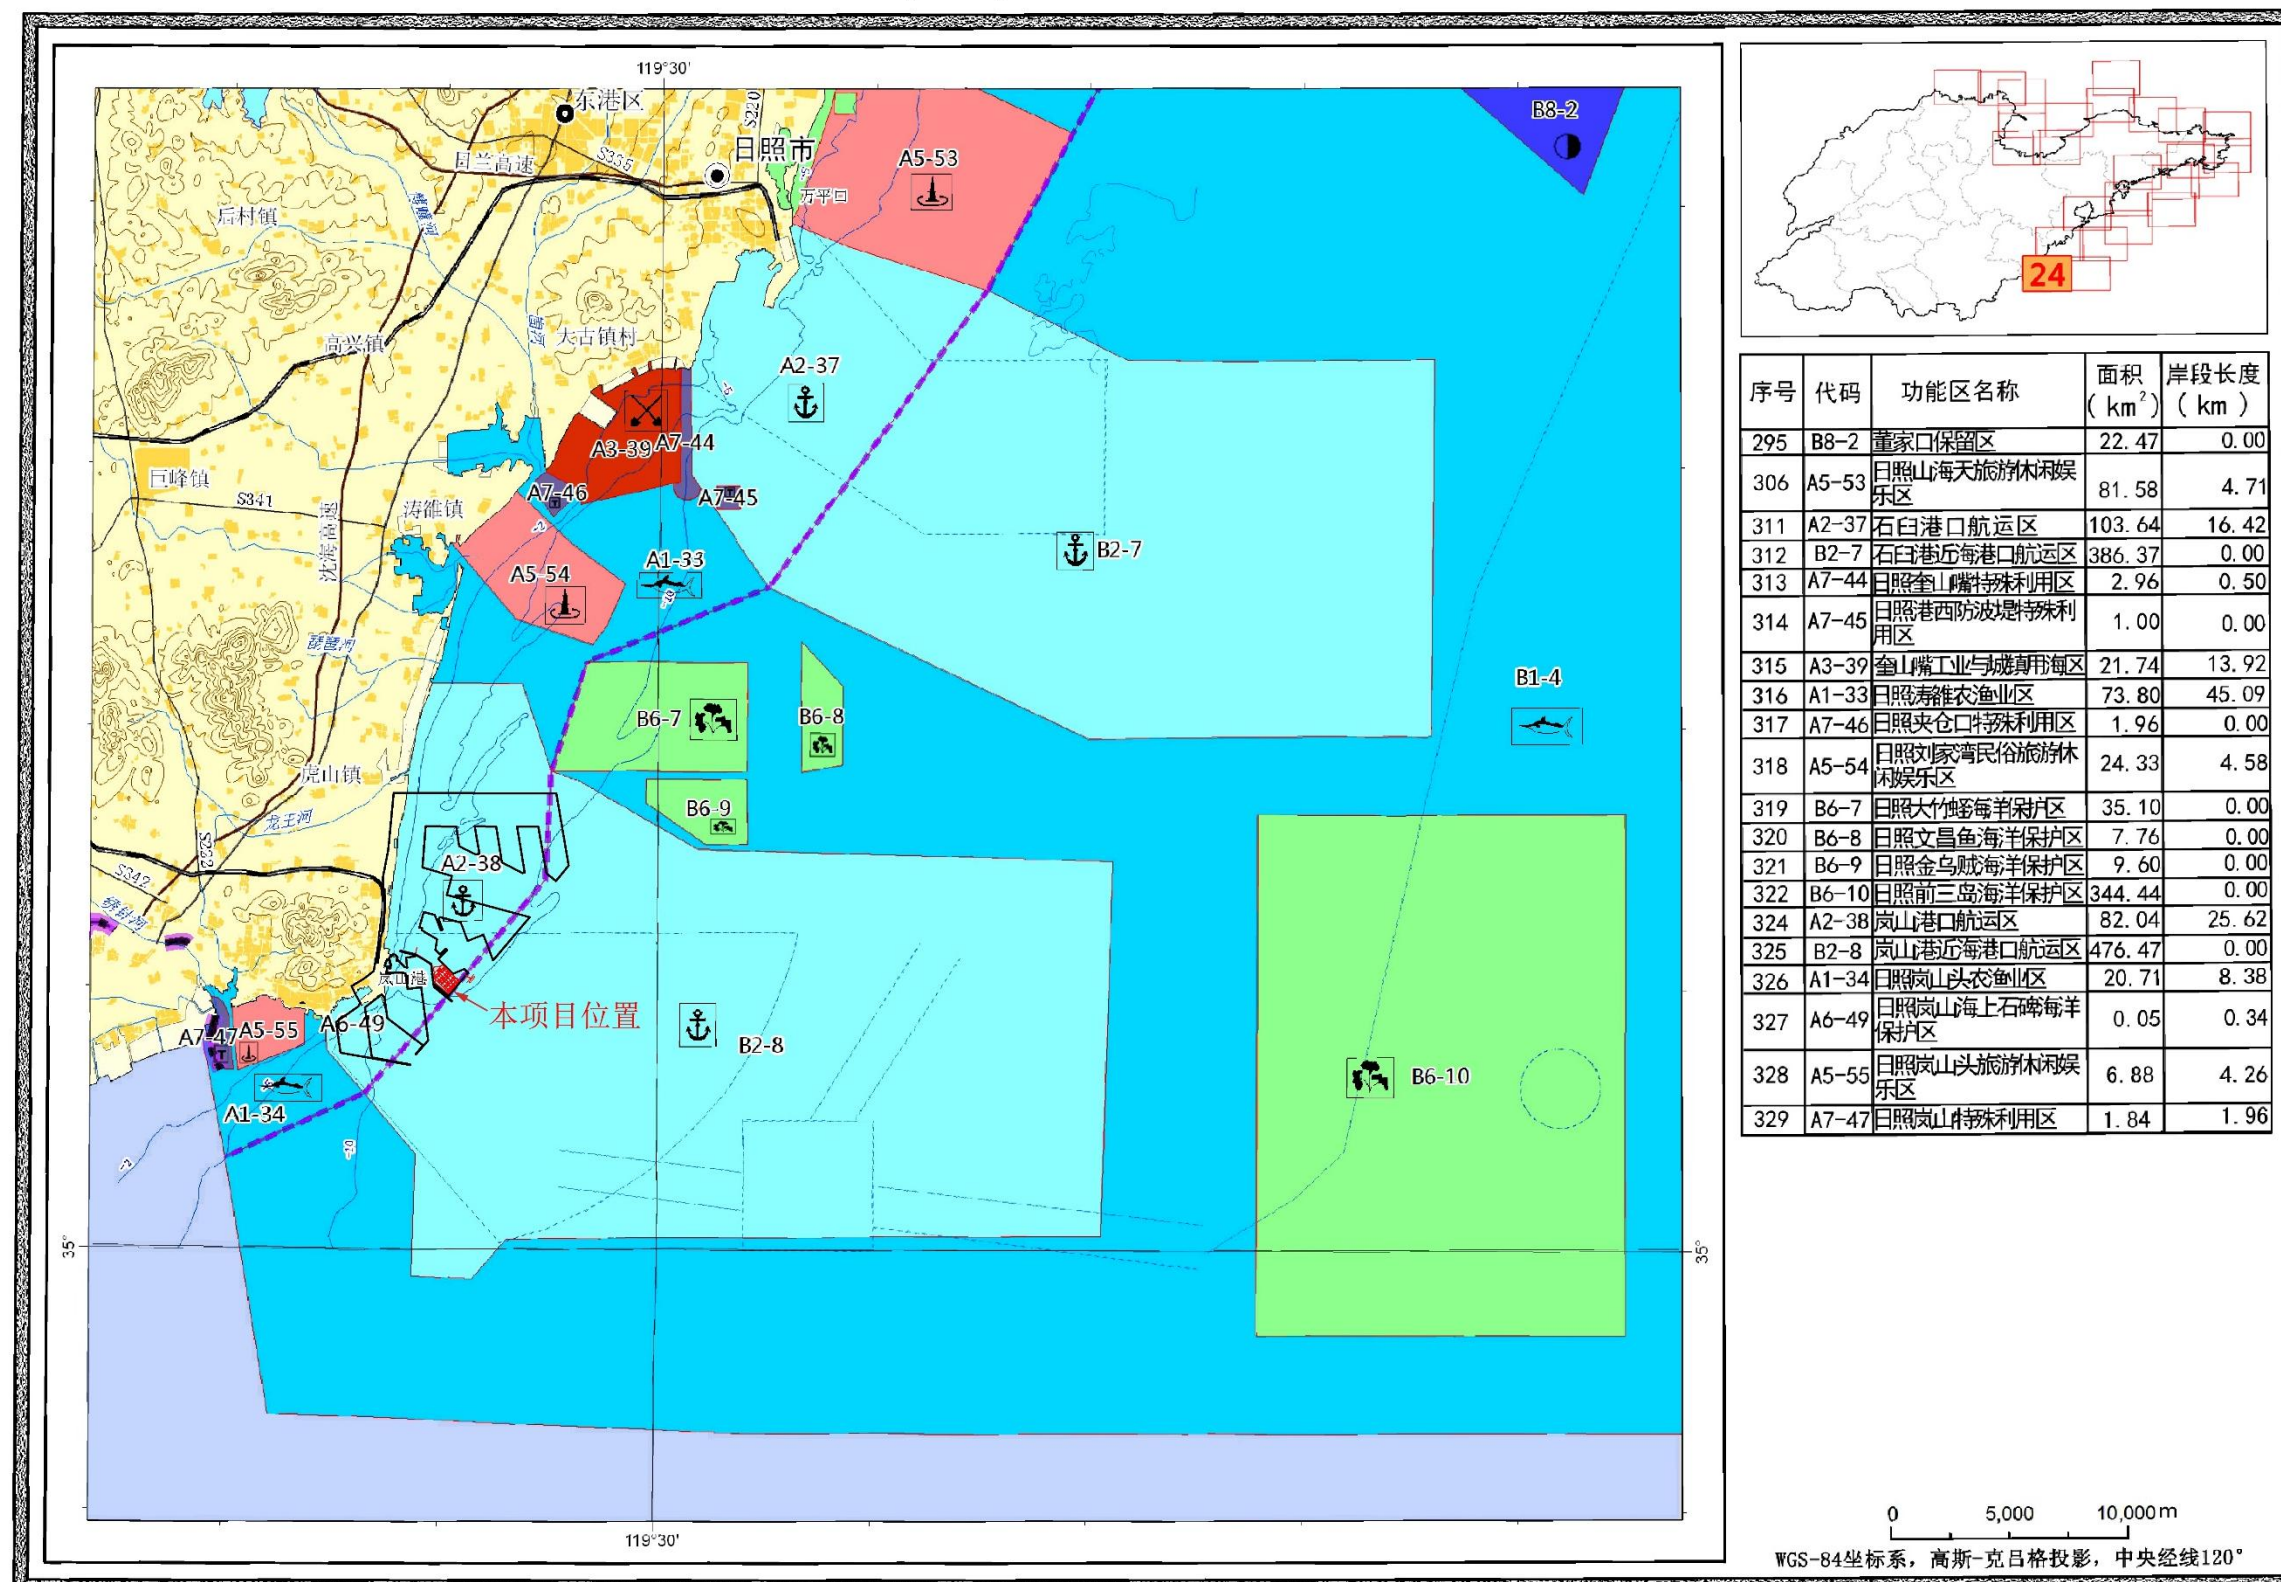 119°30'
东港区
S220
日照市
S335
日兰高速
后村镇
万平口
A5-53
B8-2
大古镇村
高兴镇
A2-37
-5
A3-39
A7-44
巨峰镇
A7-46
A7-45
S341
涛雒镇
-2
沈海高速
B2-7
A1-33
A5-54
-10
琵琶河
B1-4
B6-7
B6-8
虎山镇
B6-9
龙王河
S232
A2-38
S342
绣针河
岚山港
本项目位置
A6-49
A7-47
A5-55
B2-8
B6-10
A1-34
-10
-2
35°
35°
119°30'
24
序号 代码 功能区名称 面积(km²) 岸段长度(km)
295 B8-2 董家口保留区 22.47 0.00
306 A5-53 日照山海天旅游休闲娱乐区 81.58 4.71
311 A2-37 石臼港口航运区 103.64 16.42
312 B2-7 石臼港近海港口航运区 386.37 0.00
313 A7-44 日照奎山嘴特殊利用区 2.96 0.50
314 A7-45 日照港西防波堤特殊利用区 1.00 0.00
315 A3-39 奎山嘴工业与城镇用海区 21.74 13.92
316 A1-33 日照涛雒农渔业区 73.80 45.09
317 A7-46 日照夹仓口特殊利用区 1.96 0.00
318 A5-54 日照刘家湾民俗旅游休闲娱乐区 24.33 4.58
319 B6-7 日照大竹蛏海洋保护区 35.10 0.00
320 B6-8 日照文昌鱼海洋保护区 7.76 0.00
321 B6-9 日照金乌贼海洋保护区 9.60 0.00
322 B6-10 日照前三岛海洋保护区 344.44 0.00
324 A2-38 岚山港口航运区 82.04 25.62
325 B2-8 岚山港近海港口航运区 476.47 0.00
326 A1-34 日照岚山头农渔业区 20.71 8.38
327 A6-49 日照岚山海上石碑海洋保护区 0.05 0.34
328 A5-55 日照岚山头旅游休闲娱乐区 6.88 4.26
329 A7-47 日照岚山特殊利用区 1.84 1.96
0 5,000 10,000m
WGS-84坐标系，高斯-克吕格投影，中央经线120°